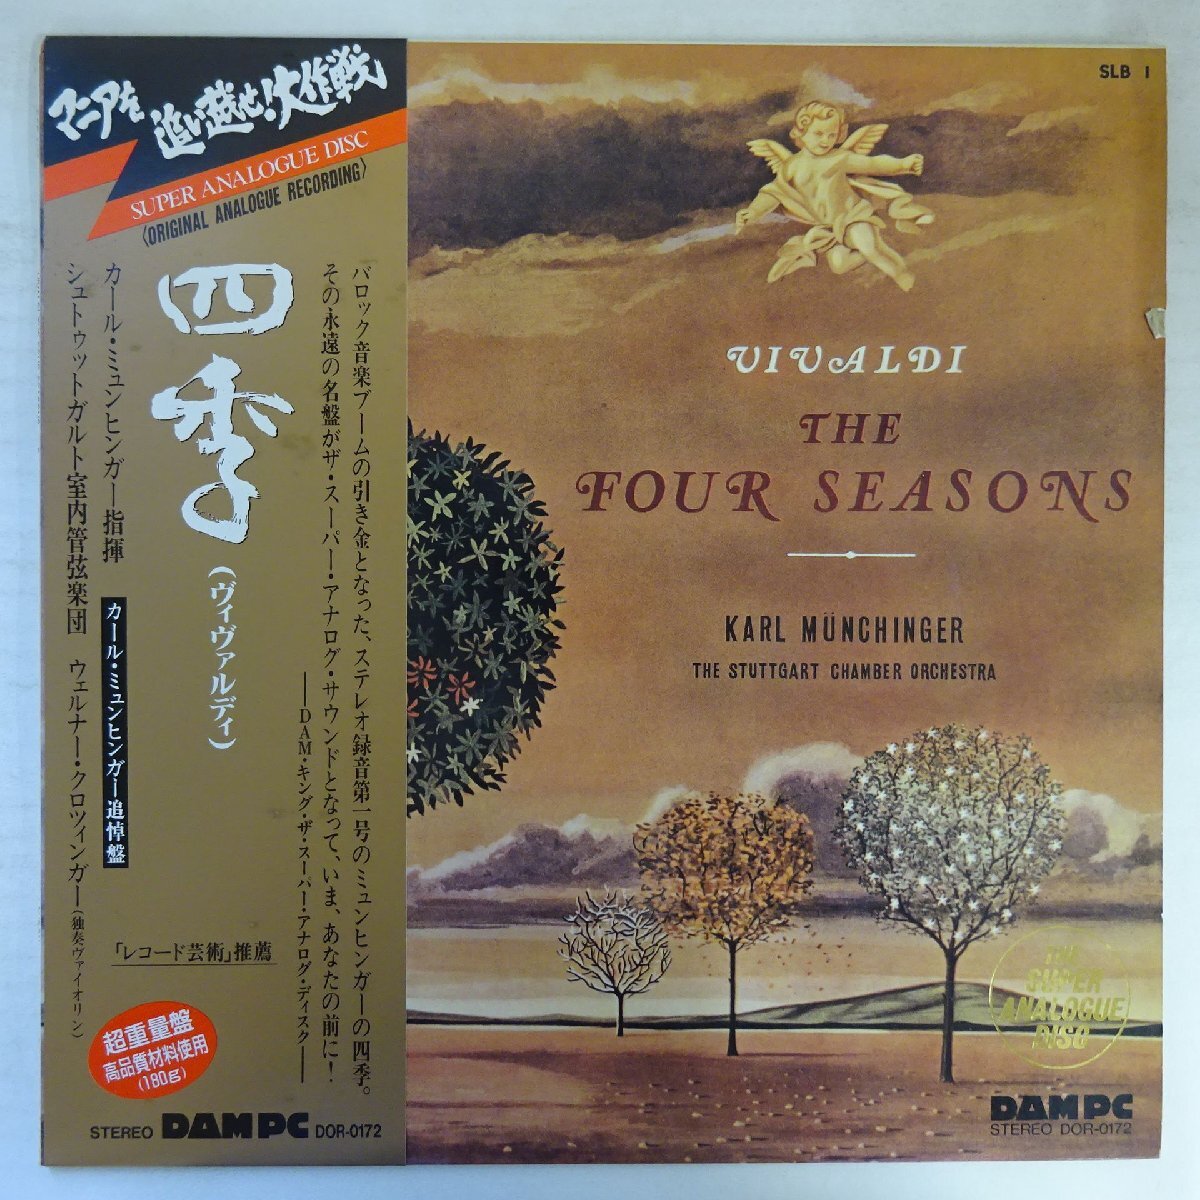 マニアを追い越せ!大作戦
SUPER ANALOGUE DISC
〈ORIGINAL ANALOGUE RECORDING〉
バロック音楽ブームの引き金となった、ステレオ録音第一号のミュンヒンガーの四季。
その永遠の名盤がザ・スーパー・アナログ・サウンドとなって、いま、あなたの前に!
——DAM・キング・ザ・スーパー・アナログ・ディスク——
四季
(ヴィヴァルディ)
カール・ミュンヒンガー指揮
カール・ミュンヒンガー追悼盤
シュトゥットガルト室内管弦楽団 ウェルナー・クロツィンガー(独奏ヴァイオリン)
「レコード芸術」推薦
超重量盤
高品質材料使用
(180g)
STEREO DAMPC DOR-0172
SLB 1
VIVALDI
THE
FOUR SEASONS
KARL MÜNCHINGER
THE STUTTGART CHAMBER ORCHESTRA
THE
SUPER
ANALOGUE
DISC
DAMPC
STEREO DOR-0172